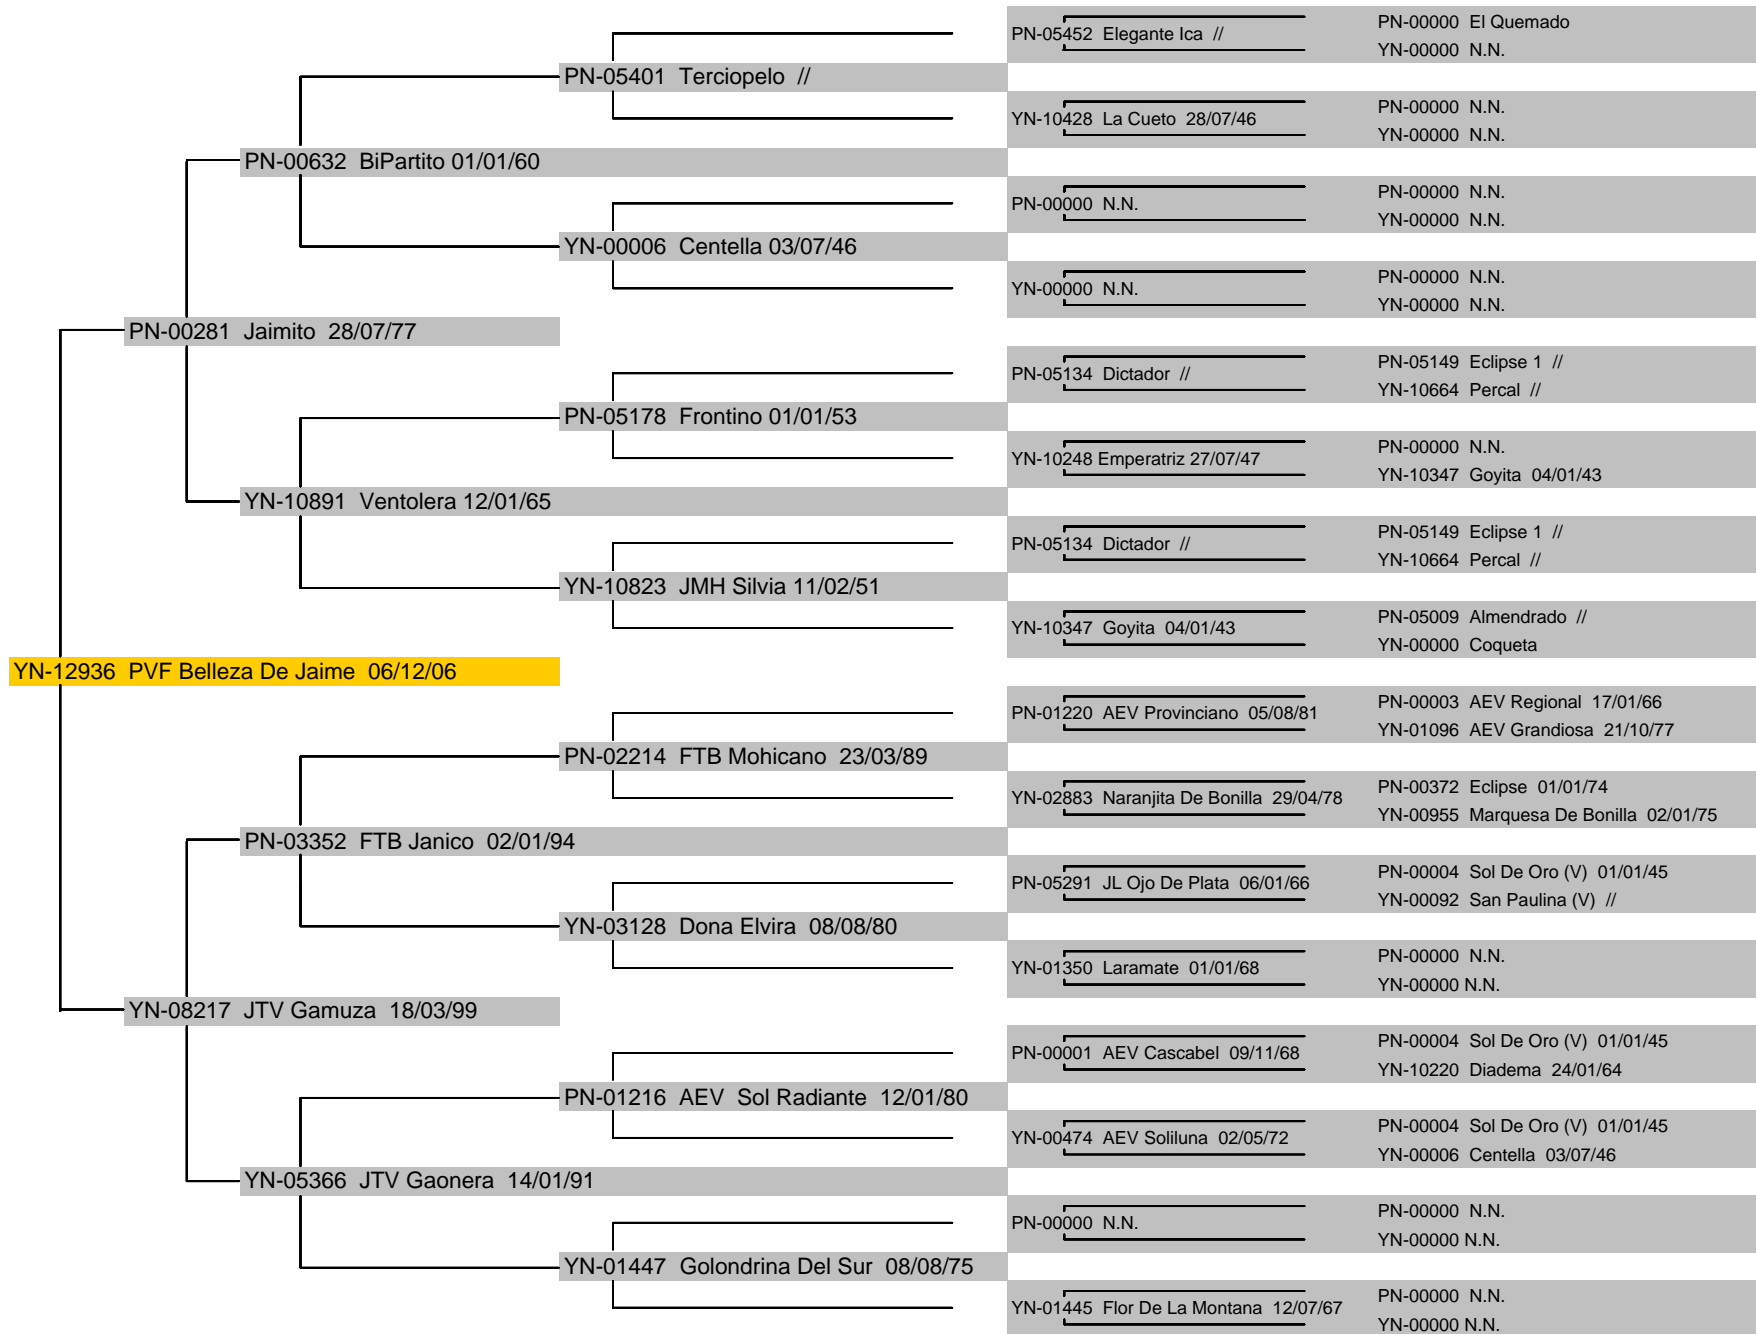 PN-00000 El Quemado
PN-05452 Elegante Ica //
YN-00000 N.N.
PN-05401 Terciopelo //
PN-00000 N.N.
YN-10428 La Cueto 28/07/46
YN-00000 N.N.
PN-00632 BiPartito 01/01/60
PN-00000 N.N.
PN-00000 N.N.
YN-00000 N.N.
YN-00006 Centella 03/07/46
PN-00000 N.N.
YN-00000 N.N.
YN-00000 N.N.
PN-00281 Jaimito 28/07/77
PN-05149 Eclipse 1 //
PN-05134 Dictador //
YN-10664 Percal //
PN-05178 Frontino 01/01/53
PN-00000 N.N.
YN-10248 Emperatriz 27/07/47
YN-10347 Goyita 04/01/43
YN-10891 Ventolera 12/01/65
PN-05149 Eclipse 1 //
PN-05134 Dictador //
YN-10664 Percal //
YN-10823 JMH Silvia 11/02/51
PN-05009 Almendrado //
YN-10347 Goyita 04/01/43
YN-00000 Coqueta
YN-12936 PVF Belleza De Jaime 06/12/06
PN-00003 AEV Regional 17/01/66
PN-01220 AEV Provinciano 05/08/81
YN-01096 AEV Grandiosa 21/10/77
PN-02214 FTB Mohicano 23/03/89
PN-00372 Eclipse 01/01/74
YN-02883 Naranjita De Bonilla 29/04/78
YN-00955 Marquesa De Bonilla 02/01/75
PN-03352 FTB Janico 02/01/94
PN-00004 Sol De Oro (V) 01/01/45
PN-05291 JL Ojo De Plata 06/01/66
YN-00092 San Paulina (V) //
YN-03128 Dona Elvira 08/08/80
PN-00000 N.N.
YN-01350 Laramate 01/01/68
YN-00000 N.N.
YN-08217 JTV Gamuza 18/03/99
PN-00004 Sol De Oro (V) 01/01/45
PN-00001 AEV Cascabel 09/11/68
YN-10220 Diadema 24/01/64
PN-01216 AEV Sol Radiante 12/01/80
PN-00004 Sol De Oro (V) 01/01/45
YN-00474 AEV Soliluna 02/05/72
YN-00006 Centella 03/07/46
YN-05366 JTV Gaonera 14/01/91
PN-00000 N.N.
PN-00000 N.N.
YN-00000 N.N.
YN-01447 Golondrina Del Sur 08/08/75
PN-00000 N.N.
YN-01445 Flor De La Montana 12/07/67
YN-00000 N.N.